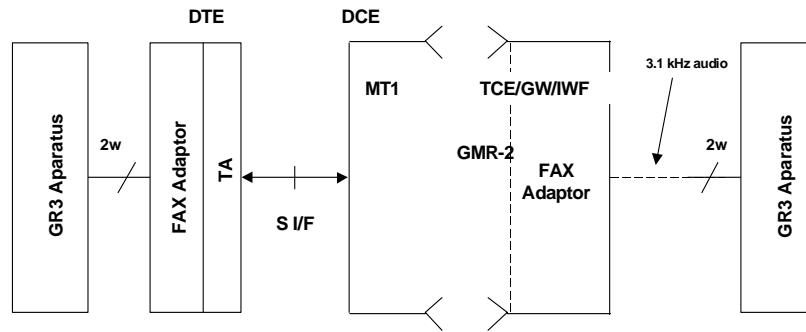 DTE
DCE
3.1 kHz audio
MT1
TCE/GW/IWF
2w
GMR-2
2w
GR3 Aparatus
FAX Adaptor
TA
FAX
Adaptor
GR3 Aparatus
S I/F